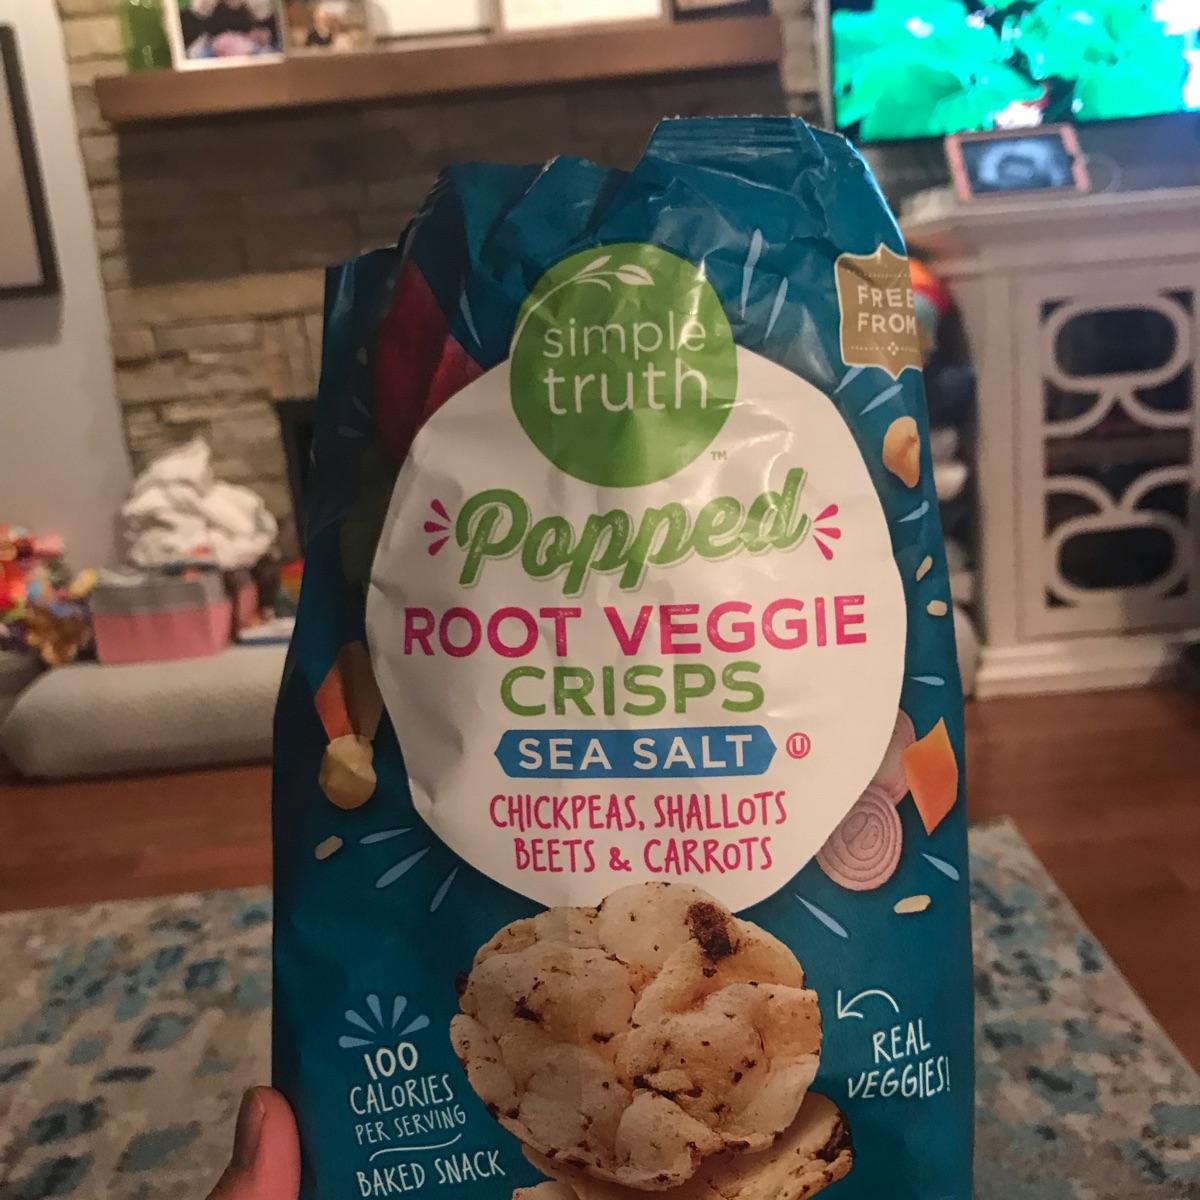 FREE
FROM
simple
truth
TM
Popped
ROOT VEGGIE
CRISPS
SEA SALT U
CHICKPEAS, SHALLOTS
BEETS & CARROTS
REAL
VEGGIES!
100
CALORIES
PER SERVING
BAKED SNACK